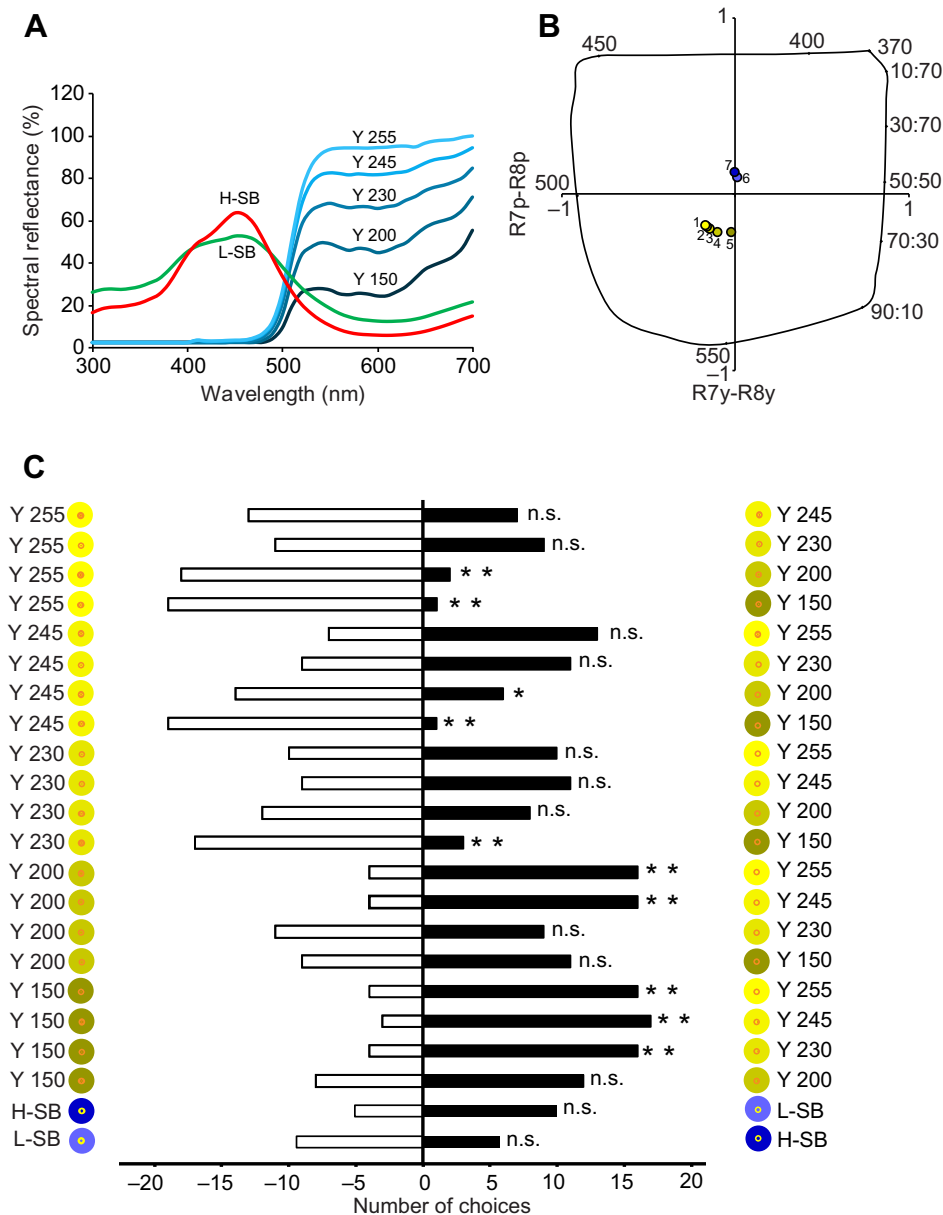 A
Spectral reflectance (%)
120
100
80
60
40
20
0
300
400
500
600
700
Wavelength (nm)
H-SB
L-SB
Y 255
Y 245
Y 230
Y 200
Y 150
B
R7p-R8p
1
450
400
370
10:70
30:70
50:50
70:30
90:10
500
–1
1
550
–1
R7y-R8y
7
6
1
2
3
4
5
C
Y 255 n.s. Y 245
Y 255 n.s. Y 230
Y 255 * * Y 200
Y 255 * * Y 150
Y 245 n.s. Y 255
Y 245 n.s. Y 230
Y 245 * Y 200
Y 245 * * Y 150
Y 230 n.s. Y 255
Y 230 n.s. Y 245
Y 230 n.s. Y 200
Y 230 * * Y 150
Y 200 * * Y 255
Y 200 * * Y 245
Y 200 n.s. Y 230
Y 200 n.s. Y 150
Y 150 * * Y 255
Y 150 * * Y 245
Y 150 * * Y 230
Y 150 n.s. Y 200
H-SB n.s. L-SB
L-SB n.s. H-SB
–20 –15 –10 –5 0 5 10 15 20
Number of choices